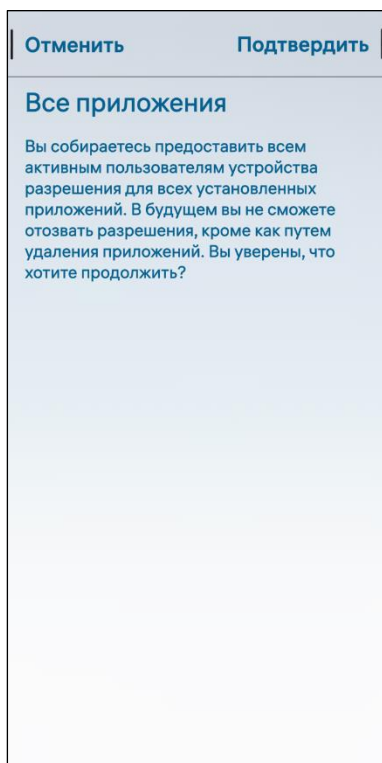 Отменить Подтвердить
Все приложения
Вы собираетесь предоставить всем
активным пользователям устройства
разрешения для всех установленных
приложений. В будущем вы не сможете
отозвать разрешения, кроме как путем
удаления приложений. Вы уверены, что
хотите продолжить?